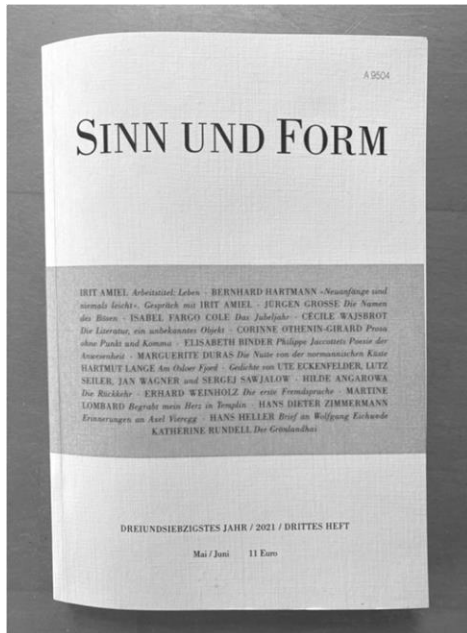 A 9504
SINN UND FORM
IRIT AMIEL Arbeitstitel: Leben · BERNHARD HARTMANN »Neuanfänge sind
niemals leicht«. Gespräch mit IRIT AMIEL · JÜRGEN GROSSE Die Namen
des Bösen · ISABEL FARGO COLE Das Jubeljahr · CÉCILE WAJSBROT
Die Literatur, ein unbekanntes Objekt · CORINNE OTHENIN-GIRARD Prosa
ohne Punkt und Komma · ELISABETH BINDER Philippe Jaccottets Poesie der
Anwesenheit · MARGUERITE DURAS Die Nutte von der normannischen Küste
HARTMUT LANGE Am Osloer Fjord · Gedichte von UTE ECKENFELDER, LUTZ
SEILER, JAN WAGNER und SERGEJ SAWJALOW · HILDE ANGAROWA
Die Rückkehr · ERHARD WEINHOLZ Die erste Fremdsprache · MARTINE
LOMBARD Begrabt mein Herz in Templin · HANS DIETER ZIMMERMANN
Erinnerungen an Axel Vieregg · HANS HELLER Brief an Wolfgang Eschwede
KATHERINE RUNDELL Der Grönlandhai
DREIUNDSIEBZIGSTES JAHR / 2021 / DRITTES HEFT
Mai / Juni 11 Euro